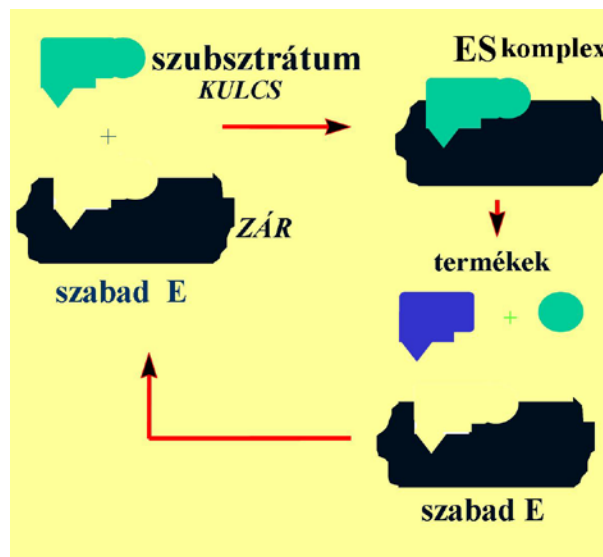 szubsztrátum
KULCS
+
ZÁR
szabad E
ES komplex
termékek
+
szabad E